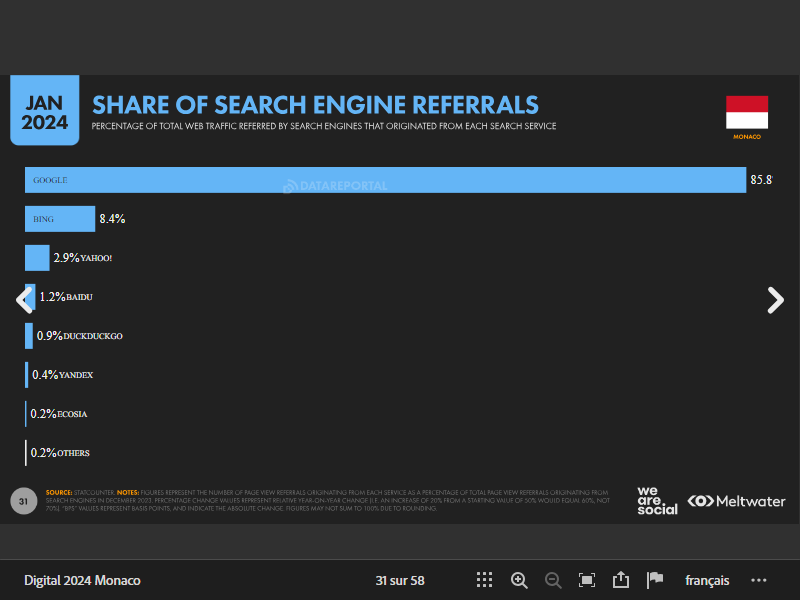 JAN
2024
SHARE OF SEARCH ENGINE REFERRALS
PERCENTAGE OF TOTAL WEB TRAFFIC REFERRED BY SEARCH ENGINES THAT ORIGINATED FROM EACH SEARCH SERVICE
MONACO
GOOGLE 85.8
DATAREPORTAL
BING 8.4%
2.9% YAHOO!
1.2% BAIDU
0.9% DUCKDUCKGO
0.4% YANDEX
0.2% ECOSIA
0.2% OTHERS
31
SOURCE: STATCOUNTER. NOTES: FIGURES REPRESENT THE NUMBER OF PAGE VIEW REFERRALS ORIGINATING FROM EACH SERVICE AS A PERCENTAGE OF TOTAL PAGE VIEW REFERRALS ORIGINATING FROM
SEARCH ENGINES IN DECEMBER 2023. PERCENTAGE CHANGE VALUES REPRESENT RELATIVE YEAR-ON-YEAR CHANGE (I.E. AN INCREASE OF 20% FROM A STARTING VALUE OF 50% WOULD EQUAL 60%, NOT
70%). "BPS" VALUES REPRESENT BASIS POINTS, AND INDICATE THE ABSOLUTE CHANGE. FIGURES MAY NOT SUM TO 100% DUE TO ROUNDING.
we
are.
social
Meltwater
Digital 2024 Monaco
31 sur 58
français